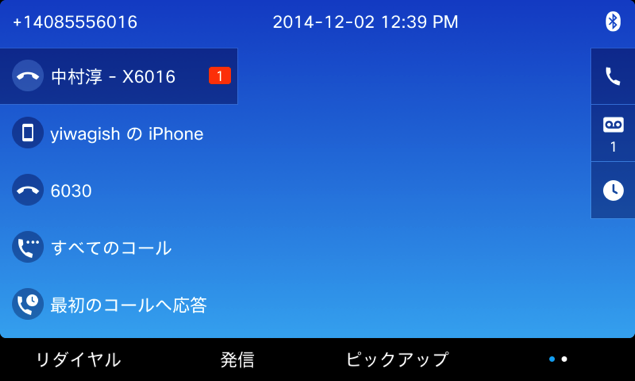 +14085556016 2014-12-02 12:39 PM
中村淳 - X6016 1
yiwagish の iPhone
1
6030
すべてのコール
最初のコールへ応答
リダイヤル 発信 ピックアップ